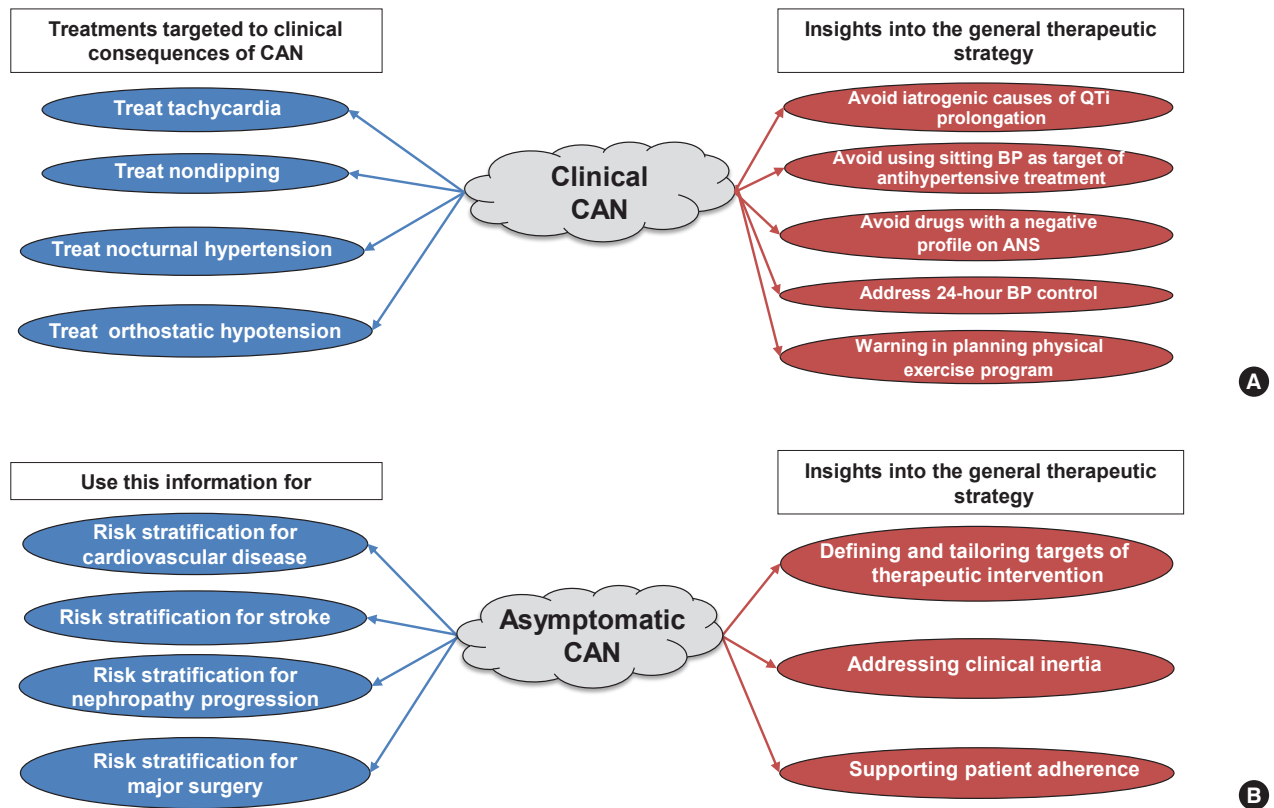 Treatments targeted to clinical
consequences of CAN
Treat tachycardia
Treat nondipping
Treat nocturnal hypertension
Treat orthostatic hypotension
Clinical
CAN
Insights into the general therapeutic
strategy
Avoid iatrogenic causes of QTi
prolongation
Avoid using sitting BP as target of
antihypertensive treatment
Avoid drugs with a negative
profile on ANS
Address 24-hour BP control
Warning in planning physical
exercise program
A
Use this information for
Risk stratification for
cardiovascular disease
Risk stratification for stroke
Risk stratification for
nephropathy progression
Risk stratification for
major surgery
Asymptomatic
CAN
Insights into the general therapeutic
strategy
Defining and tailoring targets of
therapeutic intervention
Addressing clinical inertia
Supporting patient adherence
B